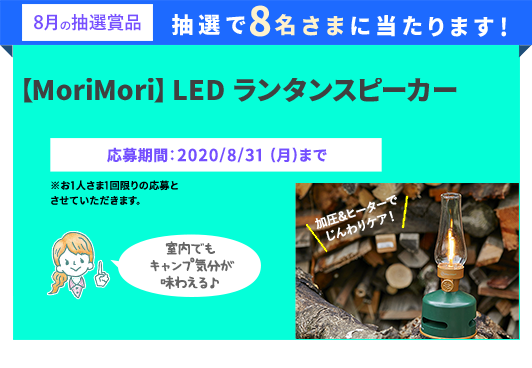 8月の抽選賞品
抽選で8名さまに当たります!
【MoriMori】LED ランタンスピーカー
応募期間:2020/8/31 (月)まで
※お1人さま1回限りの応募と
させていただきます。
加圧&ヒーターで
じんわりケア!
室内でも
キャンプ気分が
味わえる♪